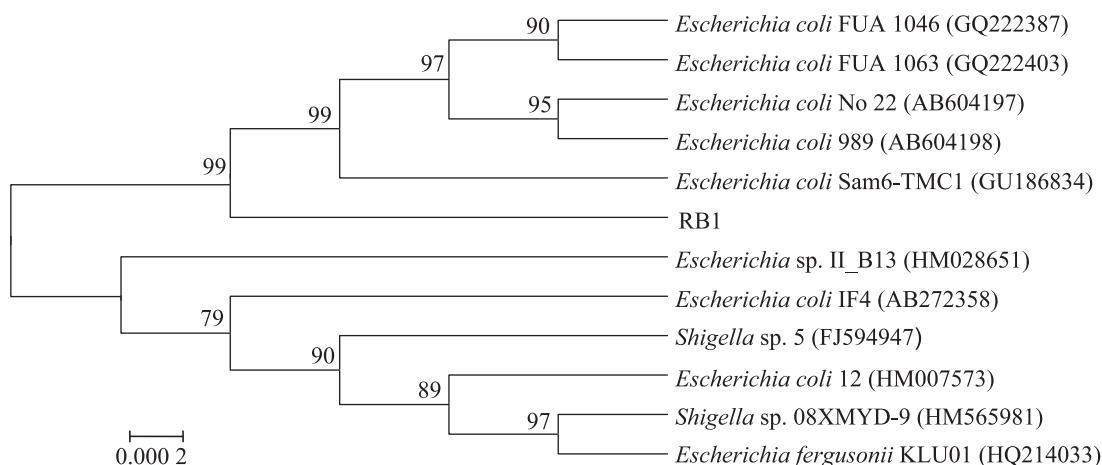 90
Escherichia coli FUA 1046 (GQ222387)
97
Escherichia coli FUA 1063 (GQ222403)
99
95
Escherichia coli No 22 (AB604197)
Escherichia coli 989 (AB604198)
99
Escherichia coli Sam6-TMC1 (GU186834)
RB1
Escherichia sp. II_B13 (HM028651)
79
Escherichia coli IF4 (AB272358)
90
Shigella sp. 5 (FJ594947)
89
Escherichia coli 12 (HM007573)
97
Shigella sp. 08XMYD-9 (HM565981)
Escherichia fergusonii KLU01 (HQ214033)
0.000 2